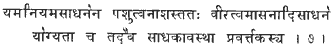 यमनियमसाधनेन पशुत्वनाशस्ततः वीरत्वमासनादिसाधने
योग्यता च तदैव साधकावस्था प्रवर्त्तकस्य । ७ ।